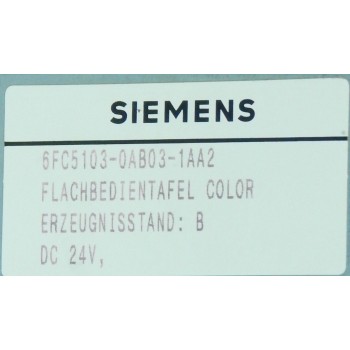 SIEMENS
6FC5103-0AB03-1AA2
FLACHBEDIENTAFEL COLOR
ERZEUGNISSTAND: B
DC 24V,